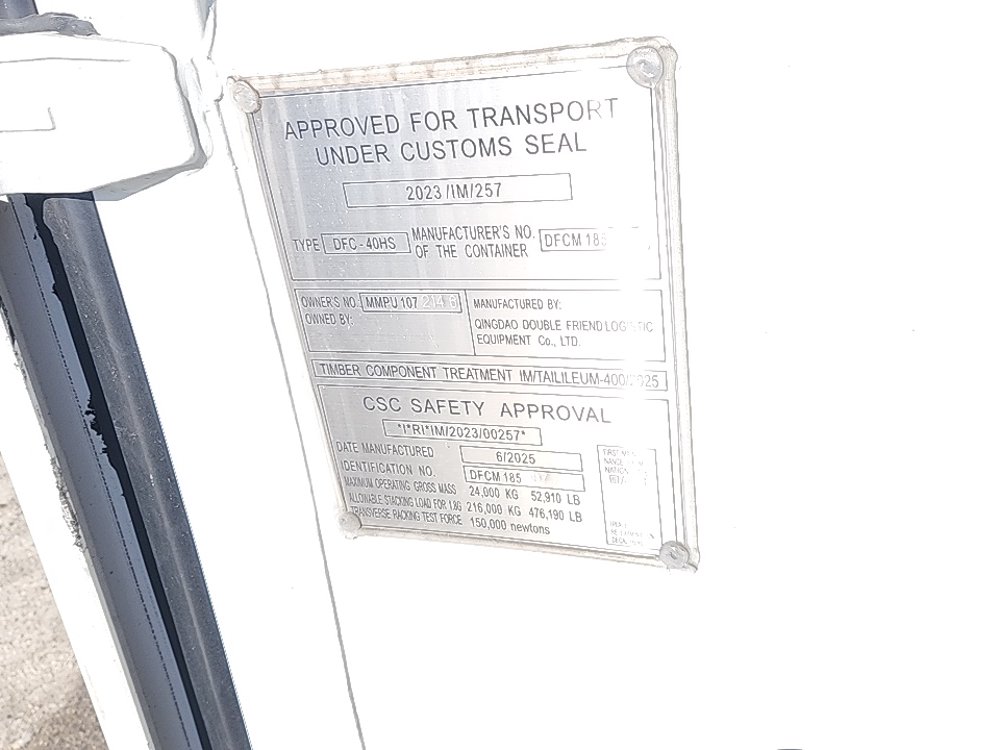 APPROVED FOR TRANSPORT
UNDER CUSTOMS SEAL
2023/IM/257
TYPE DFC-40HS MANUFACTURER'S NO. OF THE CONTAINER DFCM 185
OWNER'S NO. MMPU 107 214 6
OWNED BY:
MANUFACTURED BY:
QINGDAO DOUBLE FRIEND LOGISTIC
EQUIPMENT Co., LTD.
TIMBER COMPONENT TREATMENT IM/TAILILEUM-400/2025
CSC SAFETY APPROVAL
*I*RI*IM/2023/00257*
DATE MANUFACTURED 6/2025
IDENTIFICATION NO. DFCM 185
MAXIMUM OPERATING GROSS MASS 24,000 KG 52,910 LB
ALLOINABLE STACKING LOAD FOR 1.8G 216,000 KG 476,190 LB
TRANSVERSE RACKING TEST FORCE 150,000 newtons